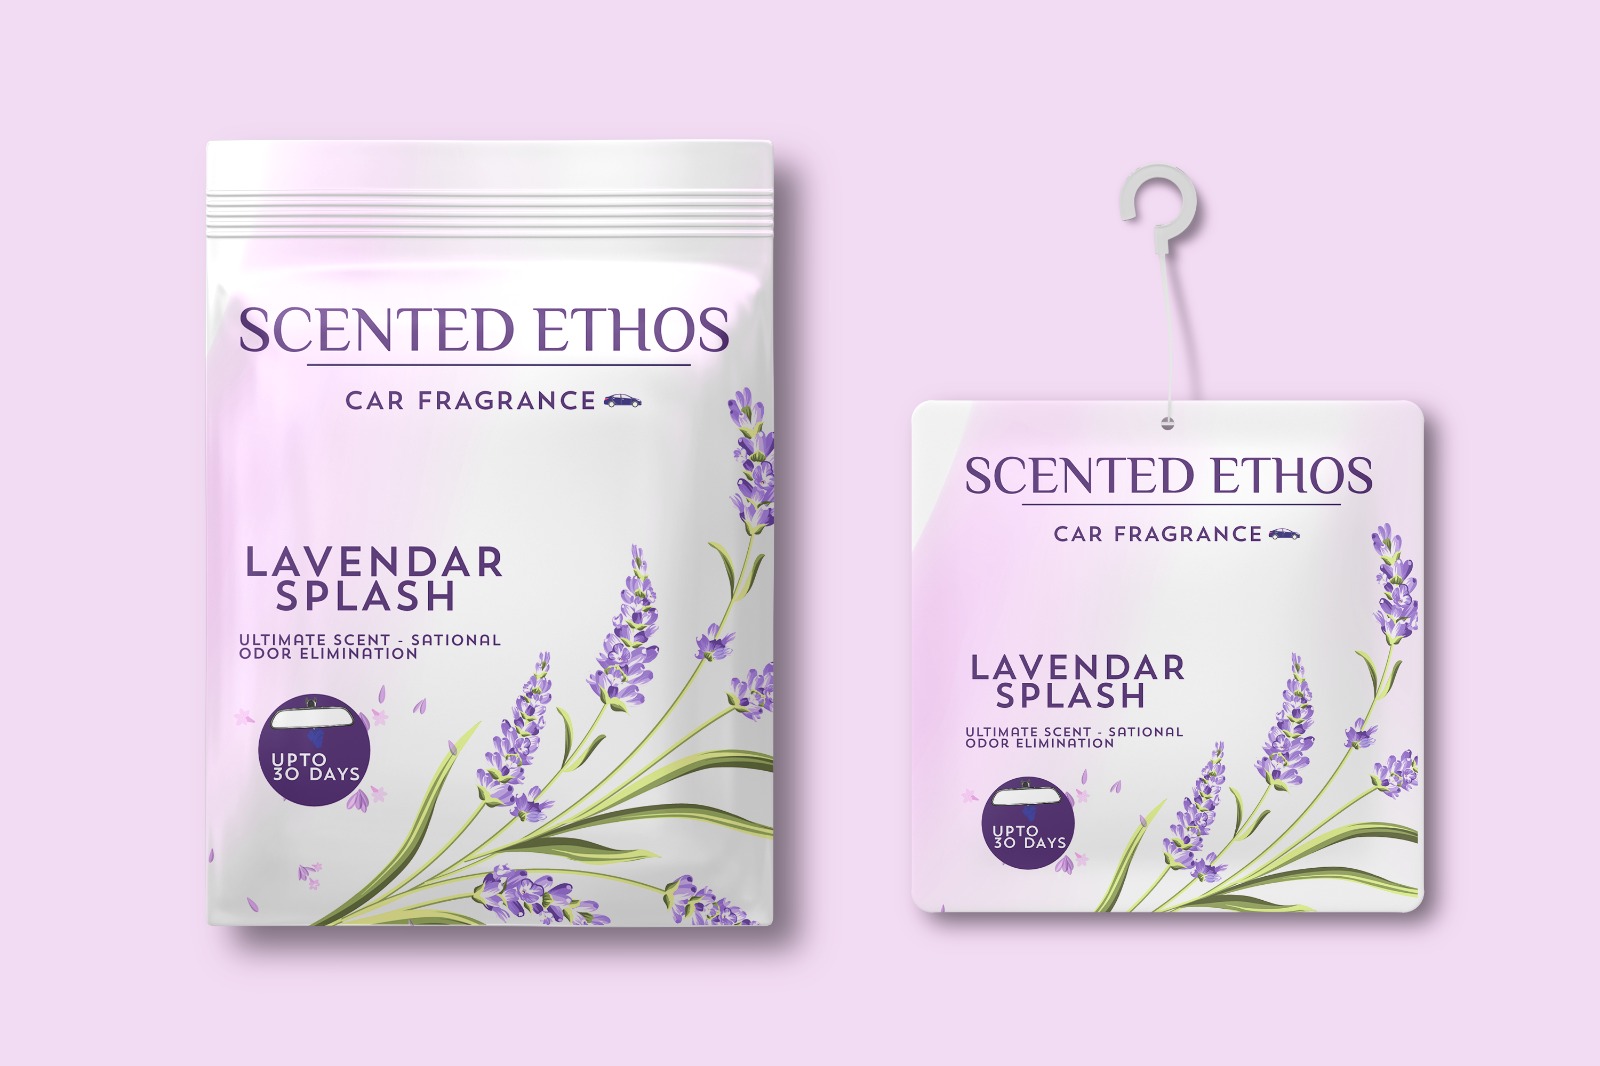 SCENTED ETHOS
CAR FRAGRANCE
LAVENDAR
SPLASH
ULTIMATE SCENT - SATIONAL
ODOR ELIMINATION
UPTO
30 DAYS
SCENTED ETHOS
CAR FRAGRANCE
LAVENDAR
SPLASH
ULTIMATE SCENT - SATIONAL
ODOR ELIMINATION
UPTO
30 DAYS